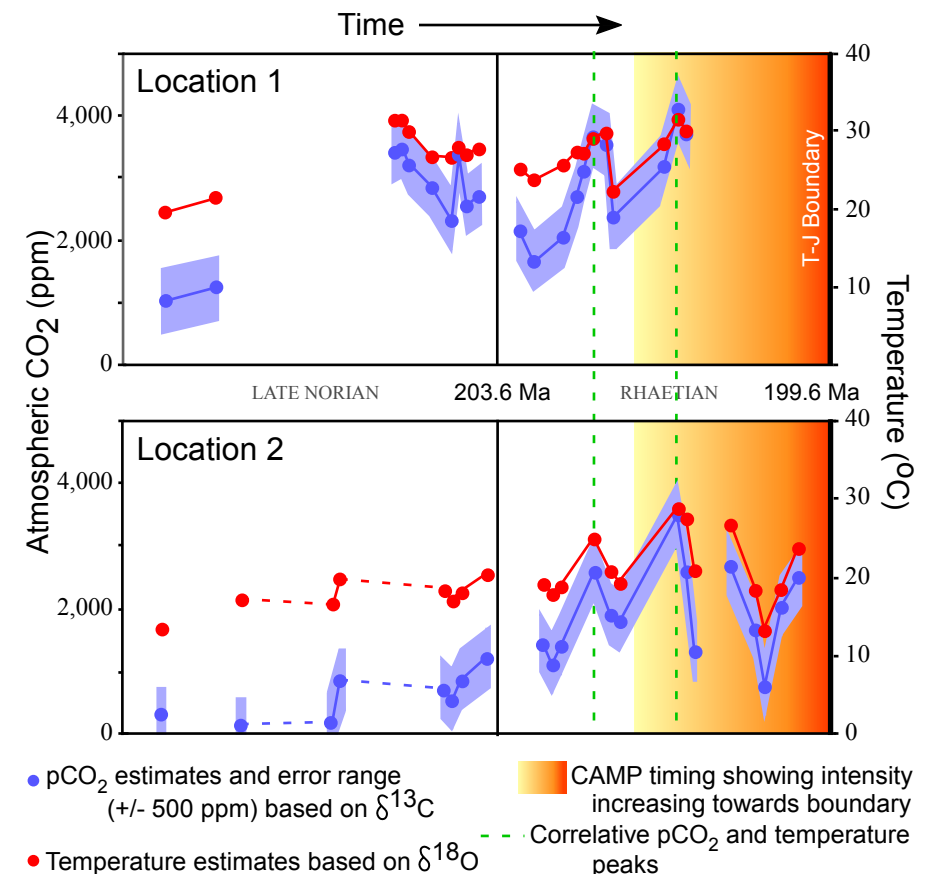 Time
Location 1
40
4,000
30
T-J Boundary
20
2,000
10
0
Atmospheric CO2 (ppm)
Temperature (oC)
LATE NORIAN
203.6 Ma
RHAETIAN
199.6 Ma
0
Location 2
40
4,000
30
20
2,000
10
0
0
pCO2 estimates and error range
(+/- 500 ppm) based on δ13C
Temperature estimates based on δ18O
CAMP timing showing intensity
increasing towards boundary
Correlative pCO2 and temperature
peaks